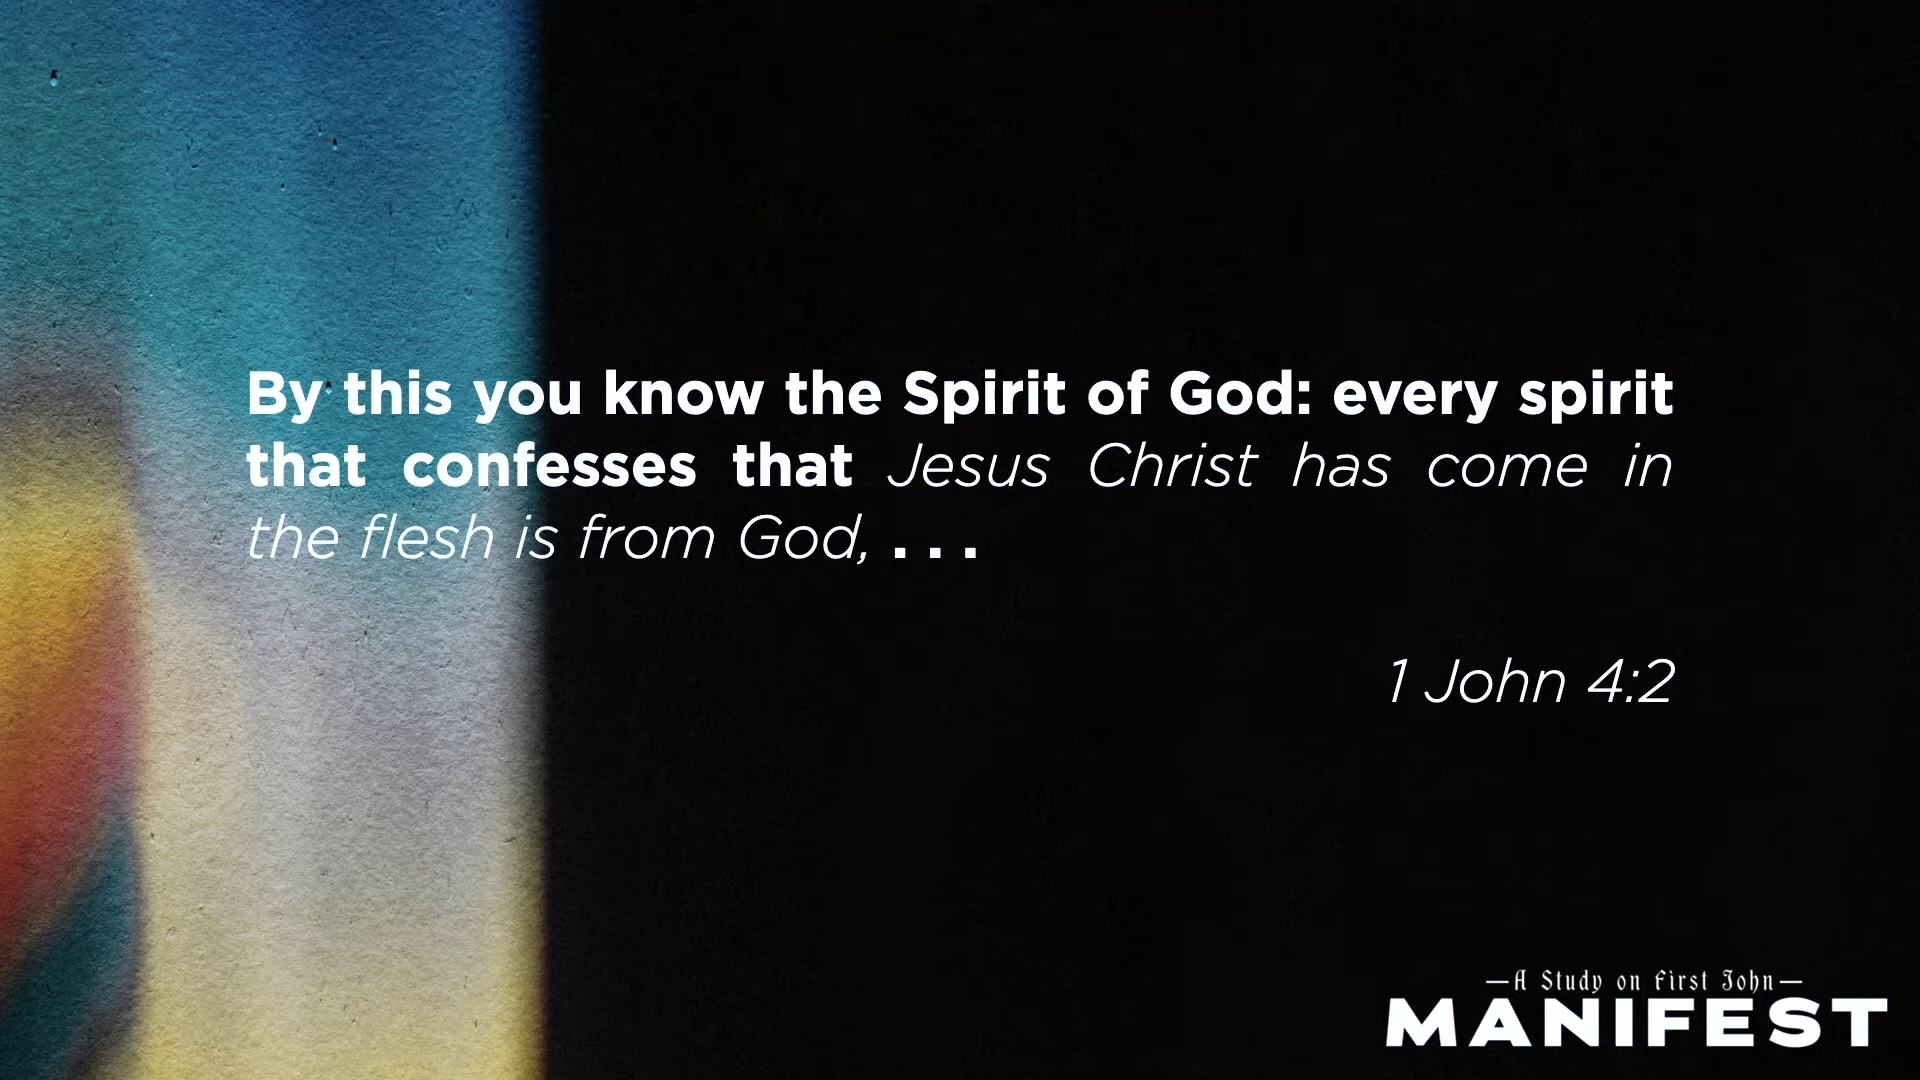 By this you know the Spirit of God: every spirit
that confesses that Jesus Christ has come in
the flesh is from God, . . .
1 John 4:2
—A Study on First John—
MANIFEST